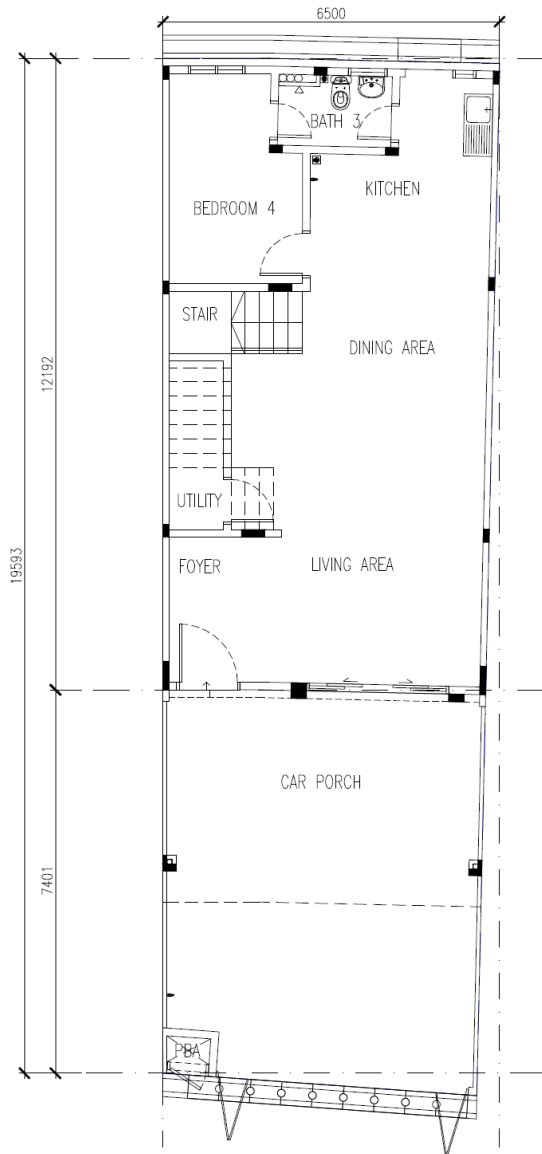 6500
BATH 3
KITCHEN
BEDROOM 4
STAIR
DINING AREA
12192
UTILITY
19593
FOYER
LIVING AREA
CAR PORCH
7401
PBA